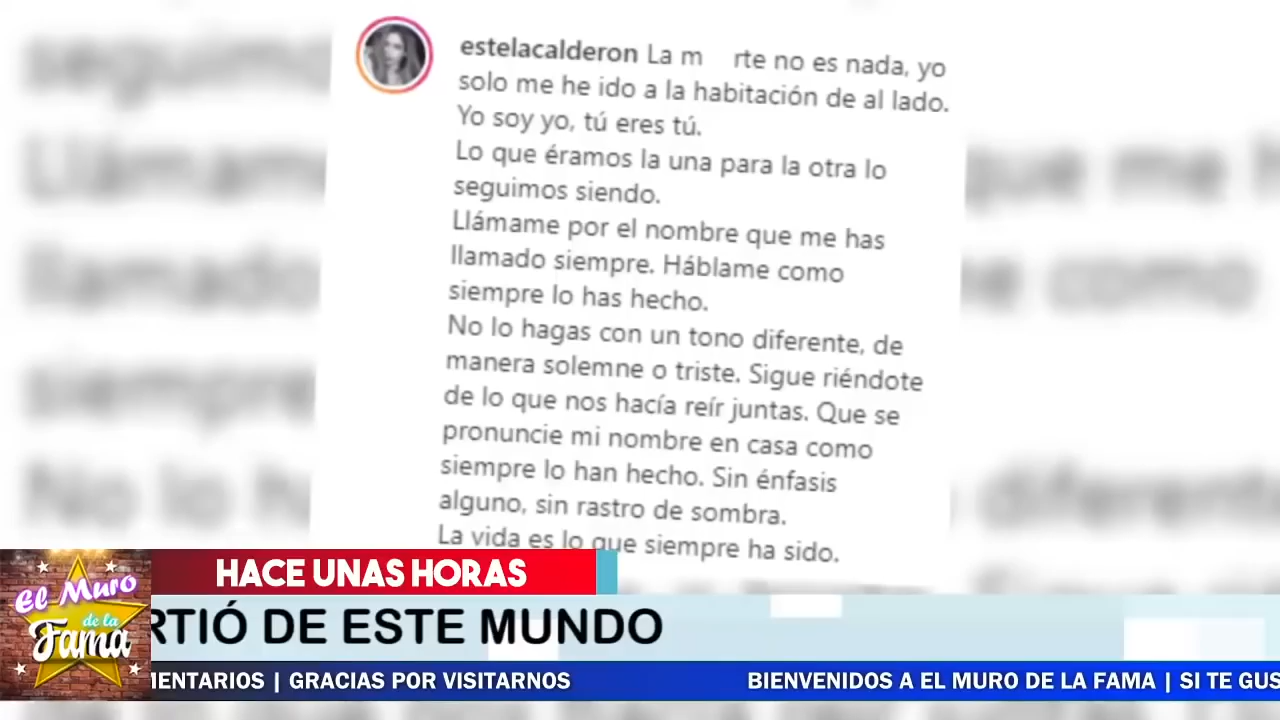 estelacalderon La m rte no es nada, yo
solo me he ido a la habitación de al lado.
Yo soy yo, tú eres tú.
Lo que éramos la una para la otra lo
seguimos siendo.
Llámame por el nombre que me has
llamado siempre. Háblame como
siempre lo has hecho.
No lo hagas con un tono diferente, de
manera solemne o triste. Sigue riéndote
de lo que nos hacía reír juntas. Que se
pronuncie mi nombre en casa como
siempre lo han hecho. Sin énfasis
alguno, sin rastro de sombra.
La vida es lo que siempre ha sido.
HACE UNAS HORAS
RTIÓ DE ESTE MUNDO
El Muro
de la
Fama
MENTARIOS | GRACIAS POR VISITARNOS BIENVENIDOS A EL MURO DE LA FAMA | SI TE GUS